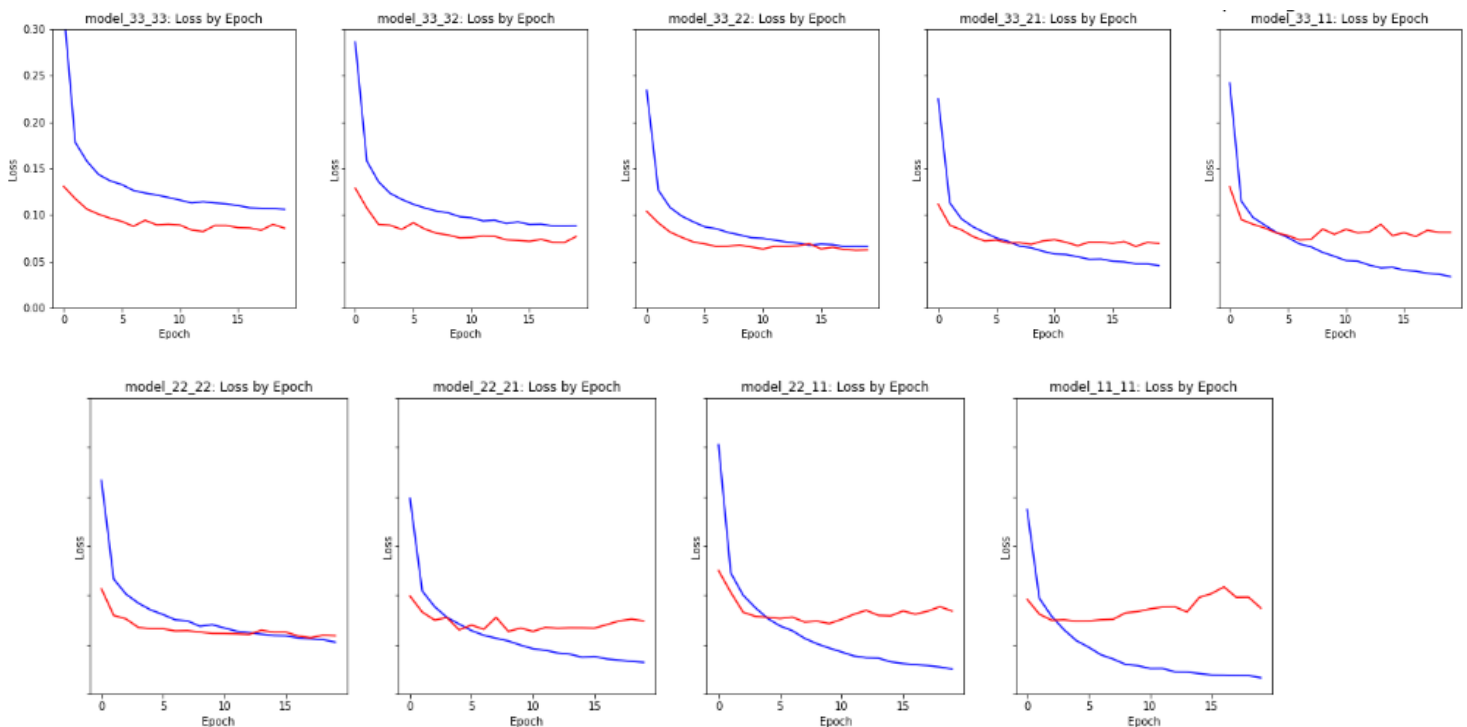 model_33_33: Loss by Epoch
0.30
0.25
0.20
0.15
0.10
0.05
0.00
Loss
0 5 10 15
Epoch
model_33_32: Loss by Epoch
Loss
0 5 10 15
Epoch
model_33_22: Loss by Epoch
Loss
0 5 10 15
Epoch
model_33_21: Loss by Epoch
Loss
0 5 10 15
Epoch
model_33_11: Loss by Epoch
Loss
0 5 10 15
Epoch
model_22_22: Loss by Epoch
Loss
0 5 10 15
Epoch
model_22_21: Loss by Epoch
Loss
0 5 10 15
Epoch
model_22_11: Loss by Epoch
Loss
0 5 10 15
Epoch
model_11_11: Loss by Epoch
Loss
0 5 10 15
Epoch